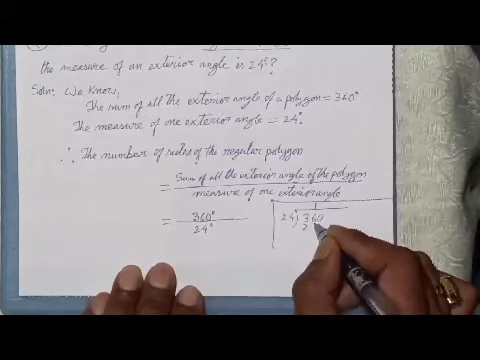 the measure of an exterior angle is 24°?
Soln: We know,
The sum of all the exterior angle of a polygon = 360°
The measure of one exterior angle = 24°.
∴ The number of sides of the regular polygon
= Sum of all the exterior angle of the polygon
measure of one exterior angle
= 360°
24°
1
24) 360
2